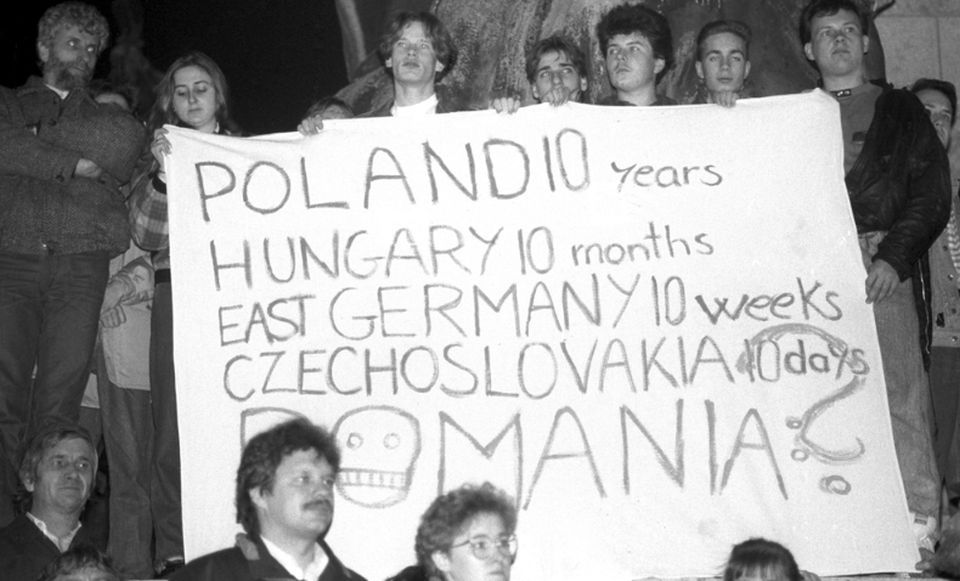 POLAND 10 years
HUNGARY 10 months
EAST GERMANY 10 weeks
CZECHOSLOVAKIA 10 days
ROMANIA ?